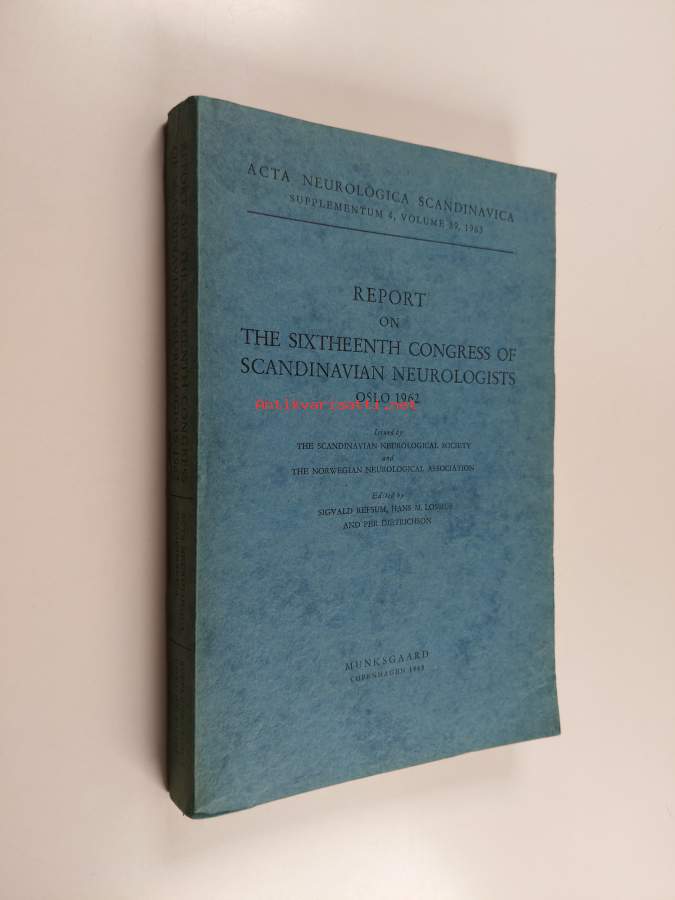 ACTA NEUROLOGICA SCANDINAVICA
SUPPLEMENTUM 4, VOLUME 39, 1963
REPORT
ON
THE SIXTHEENTH CONGRESS OF
SCANDINAVIAN NEUROLOGISTS
OSLO 1962
Antikvariaatti.net
Issued by
THE SCANDINAVIAN NEUROLOGICAL SOCIETY
and
THE NORWEGIAN NEUROLOGICAL ASSOCIATION
Edited by
SIGVALD REFSUM, HANS M.
AND PER DIETRICHSON
MUNKSGAARD
COPENHAGEN 1963